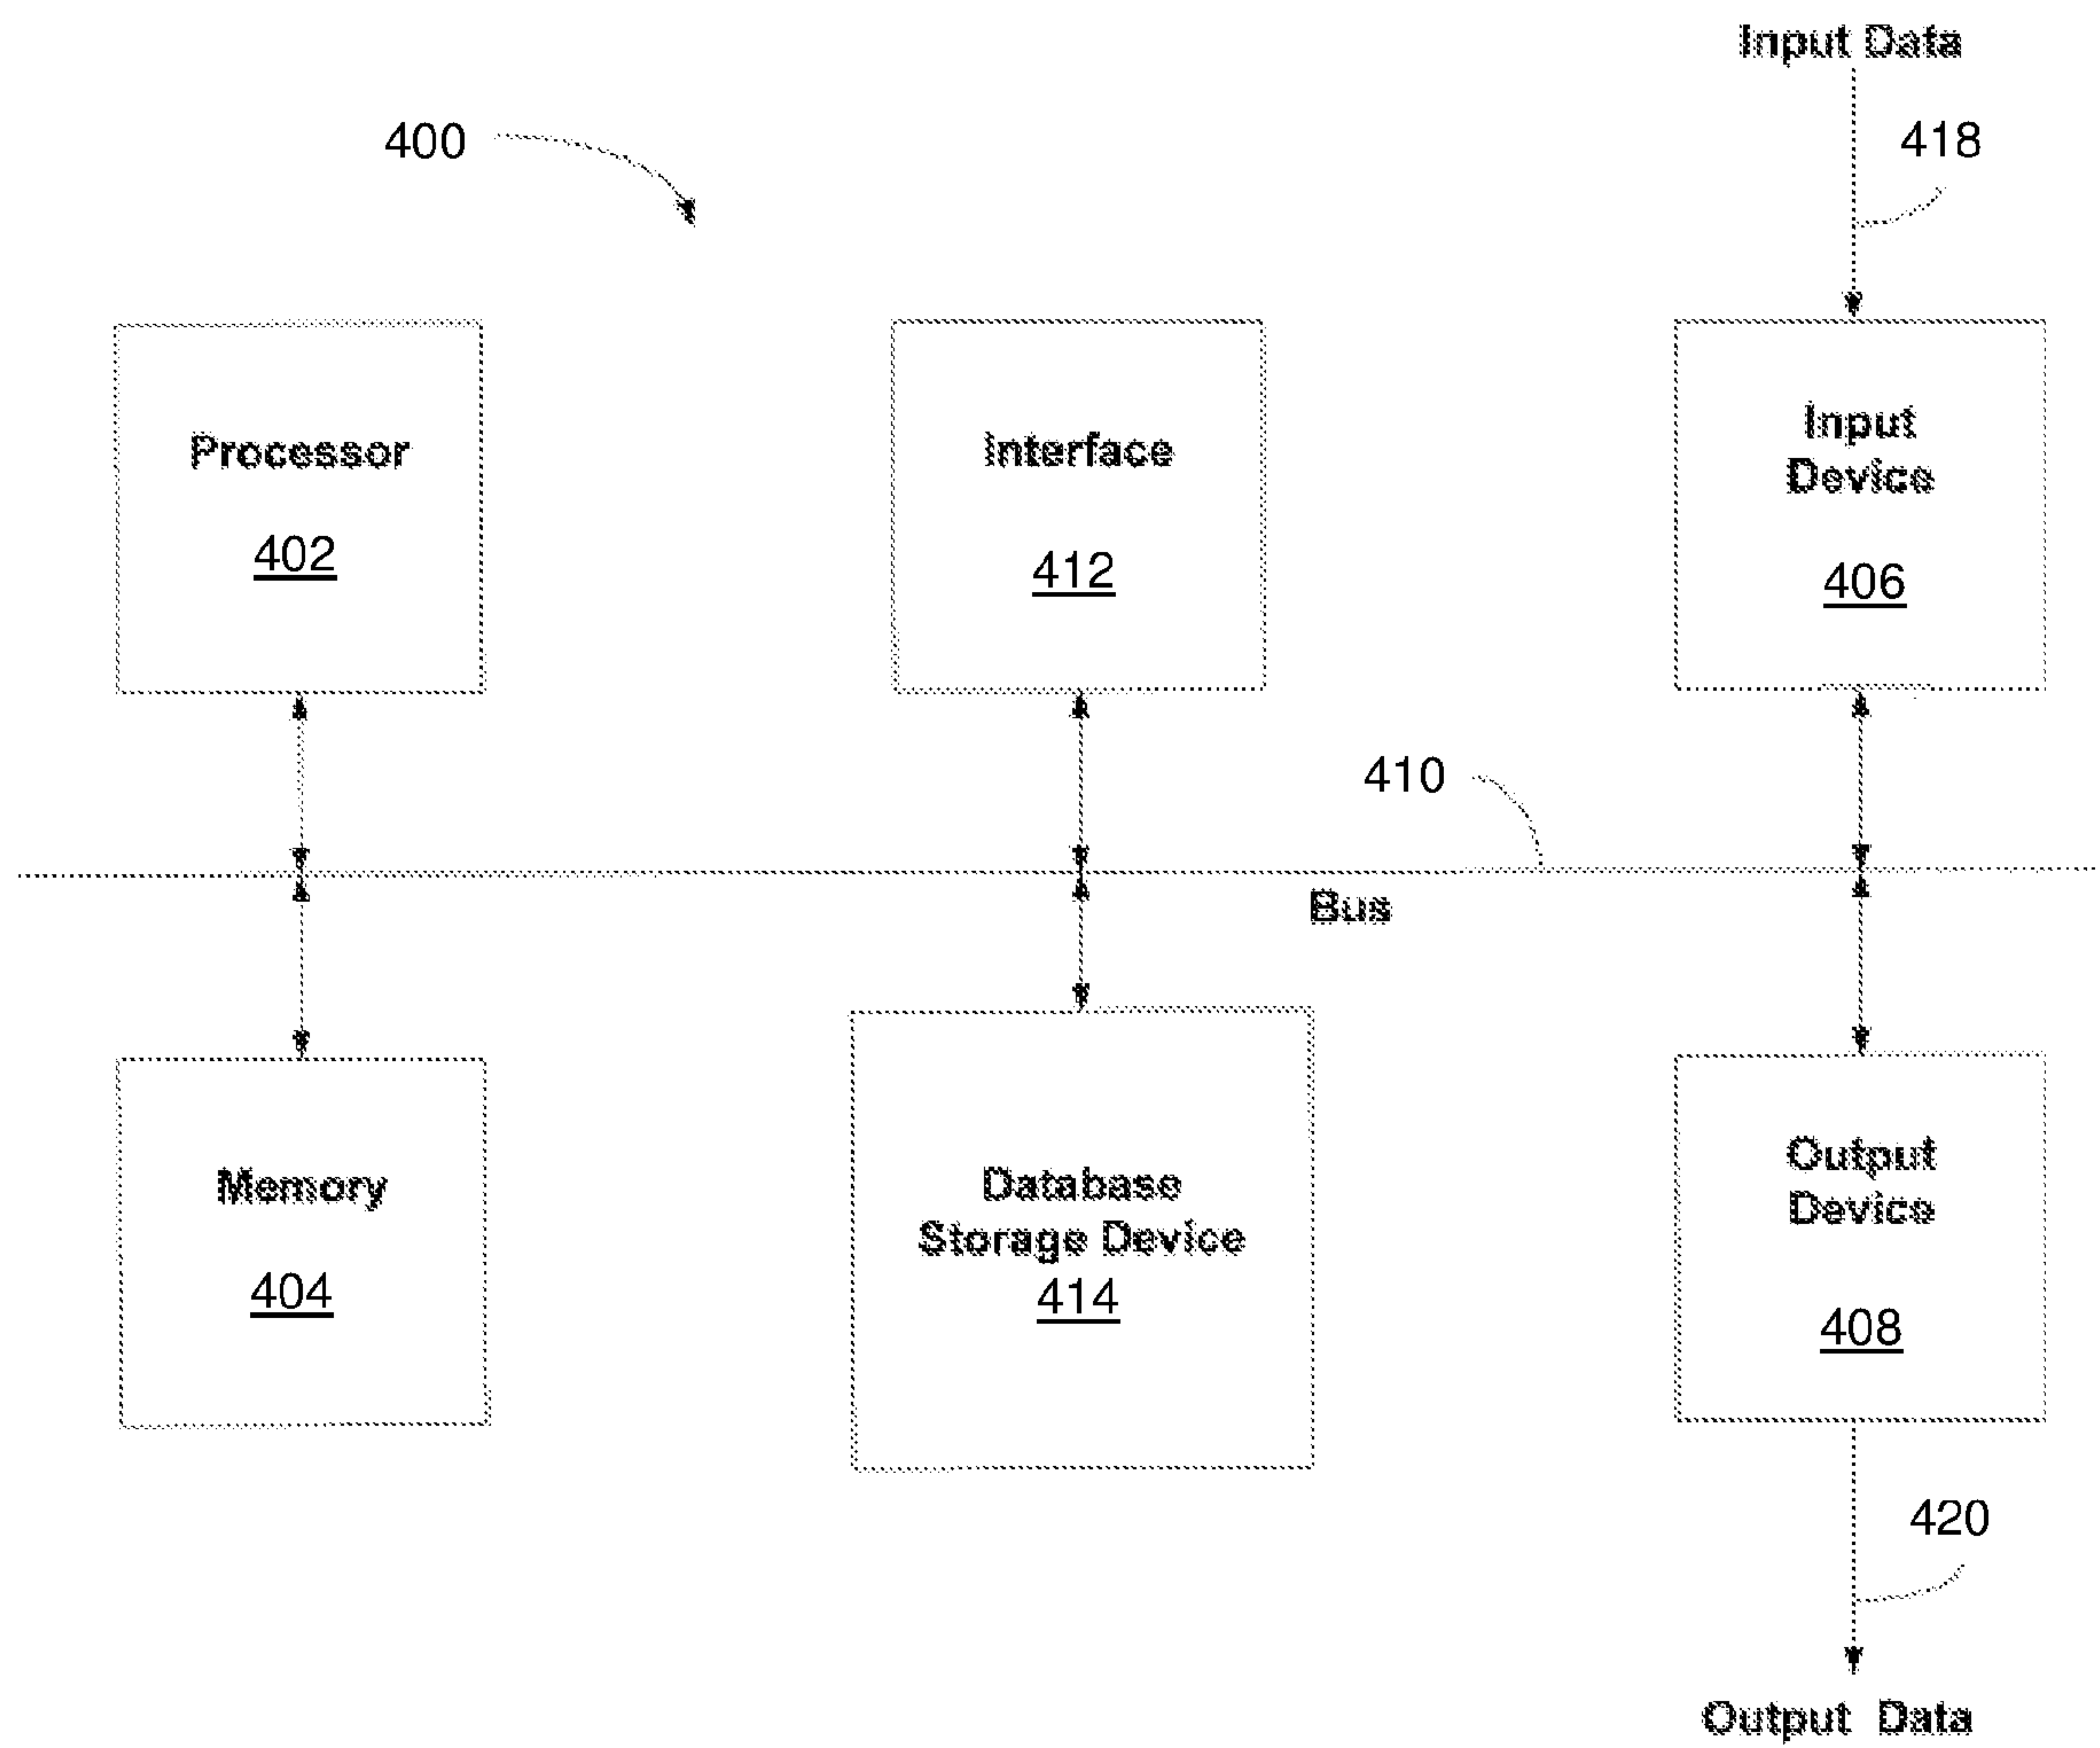 Input Data
400
418
Processor
402
Interface
412
Input
Device
406
410
Bus
Memory
404
Database
Storage Device
414
Output
Device
408
420
Output Data